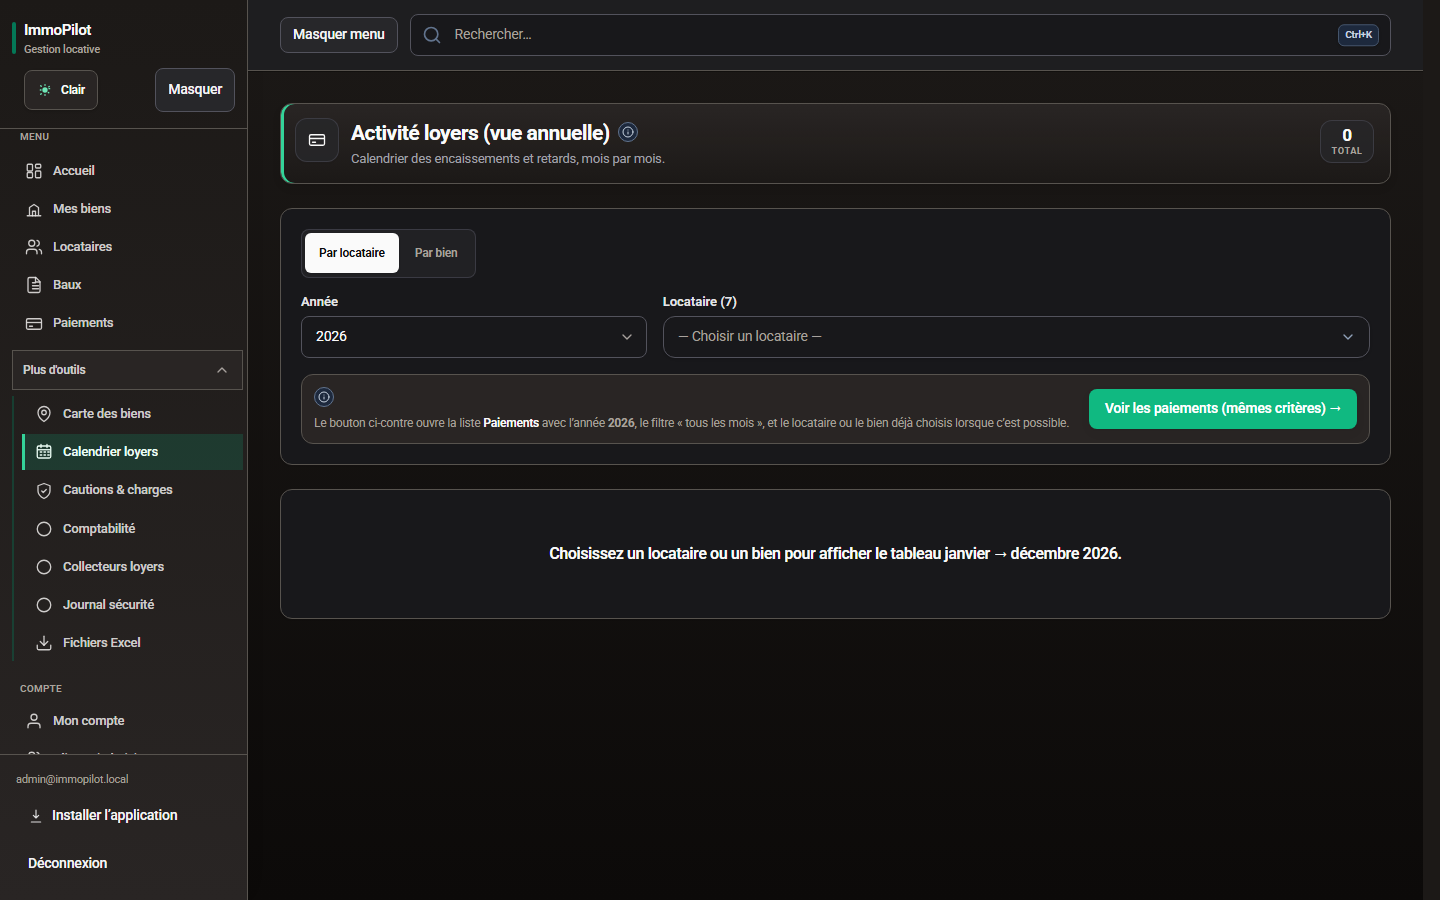 ImmoPilot
Gestion locative
Clair
Masquer
MENU
Accueil
Mes biens
Locataires
Baux
Paiements
Plus d'outils
Carte des biens
Calendrier loyers
Cautions & charges
Comptabilité
Collecteurs loyers
Journal sécurité
Fichiers Excel
COMPTE
Mon compte
admin@immopilot.local
Installer l’application
Déconnexion
Masquer menu
Rechercher…
Ctrl+K
Activité loyers (vue annuelle)
Calendrier des encaissements et retards, mois par mois.
0
TOTAL
Par locataire
Par bien
Année
Locataire (7)
2026
— Choisir un locataire —
Le bouton ci-contre ouvre la liste Paiements avec l’année 2026, le filtre « tous les mois », et le locataire ou le bien déjà choisis lorsque c’est possible.
Voir les paiements (mêmes critères) →
Choisissez un locataire ou un bien pour afficher le tableau janvier → décembre 2026.